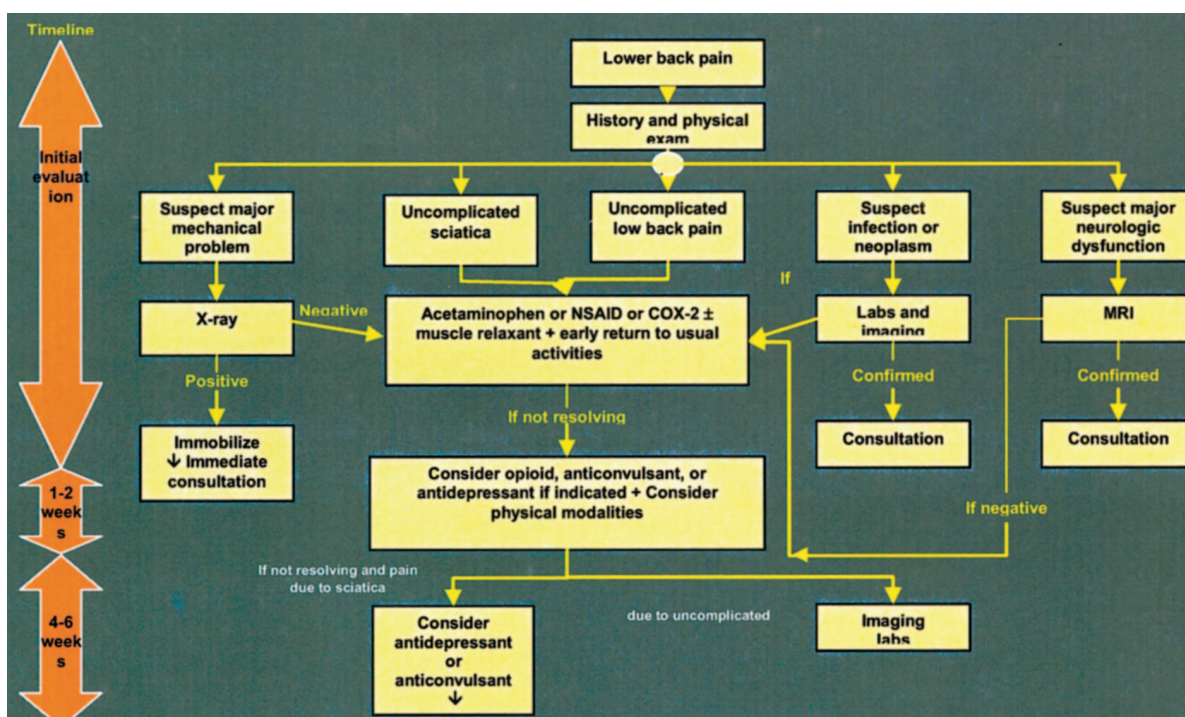 Timeline
Initial
evaluat
ion
1-2
week
s
4-6
week
s
Lower back pain
History and physical
exam
Suspect major
mechanical
problem
Uncomplicated
sciatica
Uncomplicated
low back pain
Suspect
infection or
neoplasm
Suspect major
neurologic
dysfunction
X-ray
Negative
Acetaminophen or NSAID or COX-2 ±
muscle relaxant + early return to usual
activities
If
Labs and
imaging
MRI
Positive
If not resolving
Confirmed
Confirmed
Immobilize
↓ Immediate
consultation
Consider opioid, anticonvulsant, or
antidepressant if indicated + Consider
physical modalities
Consultation
Consultation
If negative
If not resolving and pain
due to sciatica
due to uncomplicated
Consider
antidepressant
or
anticonvulsant
↓
Imaging
labs